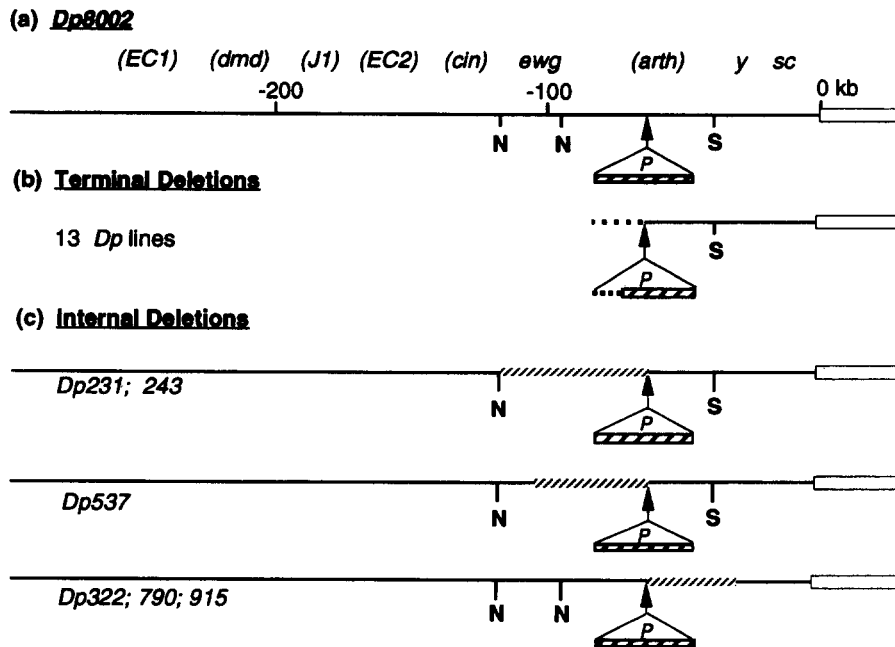 (a) Dp8002
(EC1) (dmd) (J1) (EC2) (cin) ewg (arth) y sc
-200 -100 0 kb
N N S
P
(b) Terminal Deletions
13 Dp lines
S
P
(c) Internal Deletions
Dp231; 243
N S
P
Dp537
N S
P
Dp322; 790; 915
N N
P